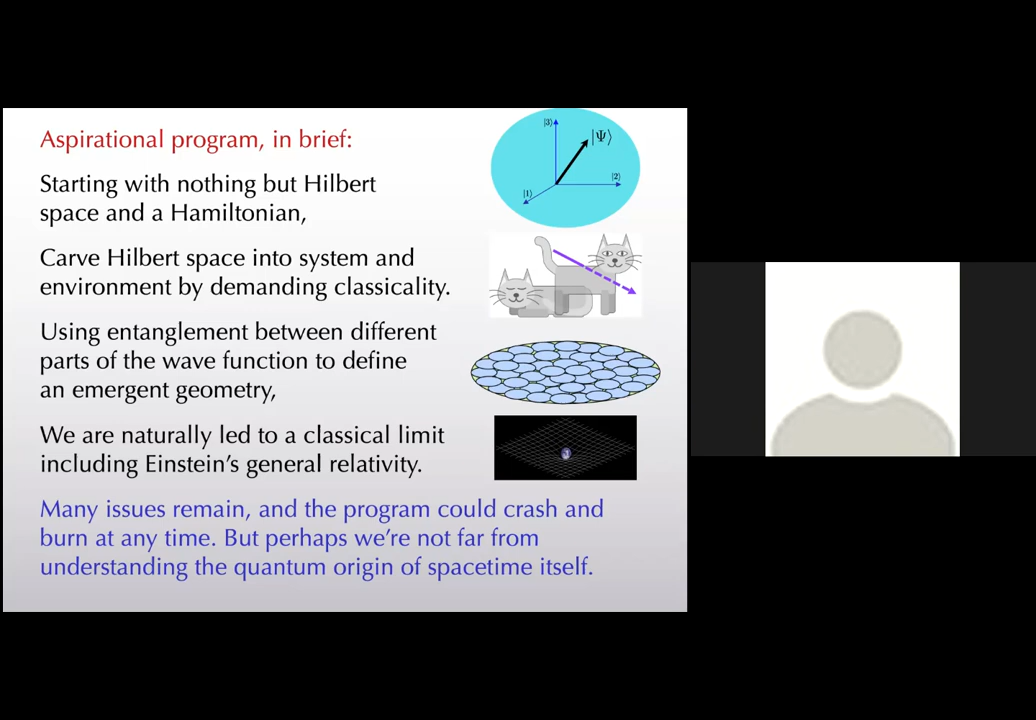 Aspirational program, in brief:
Starting with nothing but Hilbert
space and a Hamiltonian,
Carve Hilbert space into system and
environment by demanding classicality.
Using entanglement between different
parts of the wave function to define
an emergent geometry,
We are naturally led to a classical limit
including Einstein's general relativity.
Many issues remain, and the program could crash and
burn at any time. But perhaps we're not far from
understanding the quantum origin of spacetime itself.
|3⟩
|Ψ⟩
|2⟩
|1⟩